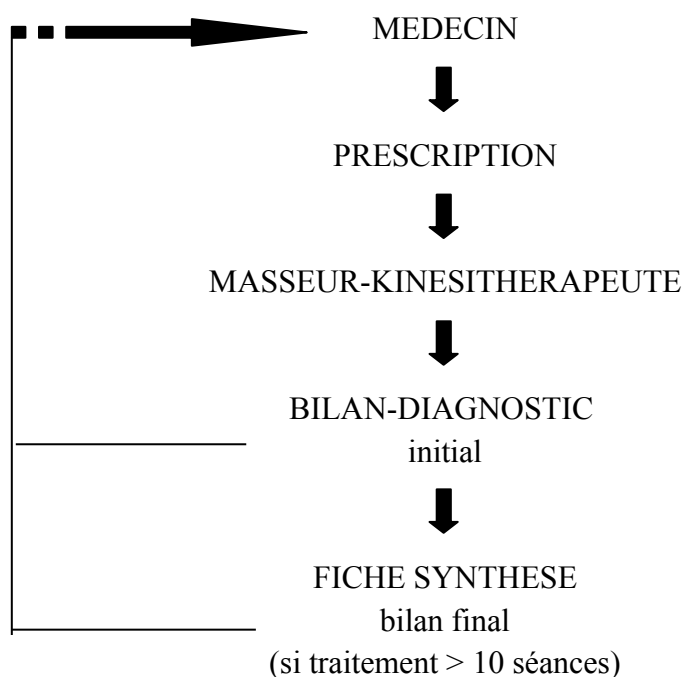 MEDECIN
PRESCRIPTION
MASSEUR-KINESITHERAPEUTE
BILAN-DIAGNOSTIC
initial
FICHE SYNTHESE
bilan final
(si traitement > 10 séances)